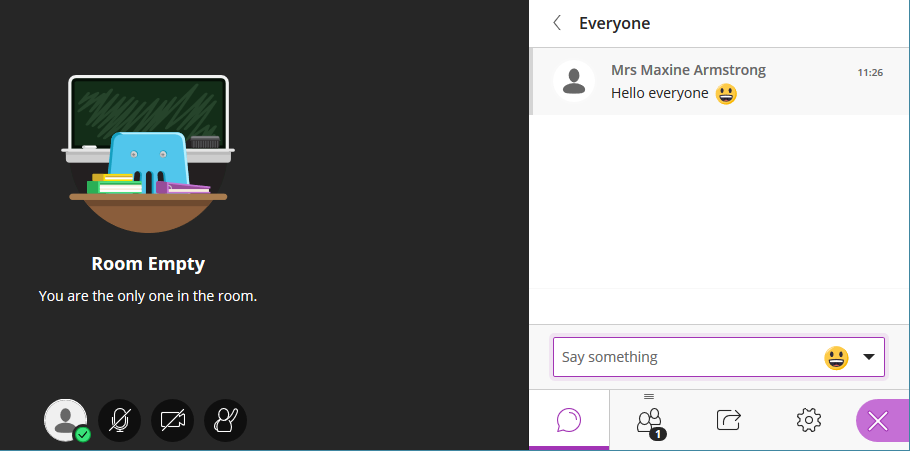 Room Empty
You are the only one in the room.
Everyone
Mrs Maxine Armstrong
11:26
Hello everyone 😃
Say something 😃
1